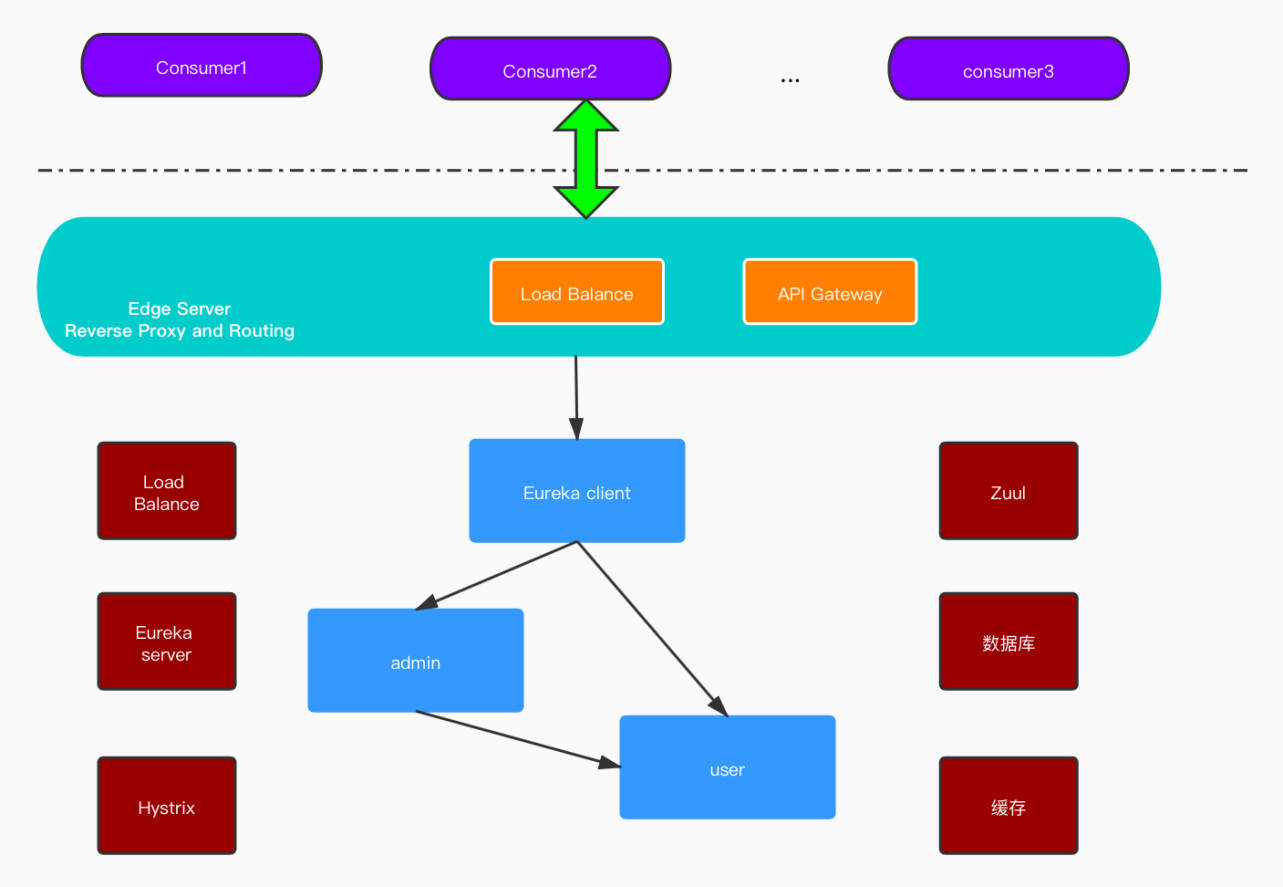 Consumer1
Consumer2
...
consumer3
Load Balance
API Gateway
Edge Server
Reverse Proxy and Routing
Load
Balance
Eureka client
Zuul
Eureka
server
admin
数据库
user
Hystrix
缓存